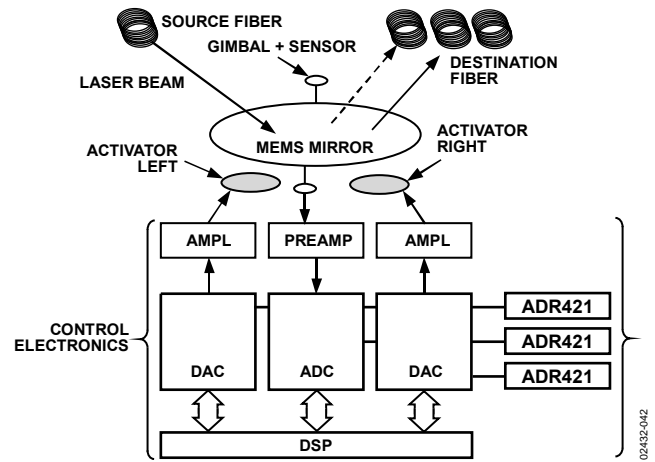 SOURCE FIBER
GIMBAL + SENSOR
DESTINATION
FIBER
LASER BEAM
MEMS MIRROR
ACTIVATOR
LEFT
ACTIVATOR
RIGHT
AMPL
PREAMP
AMPL
CONTROL
ELECTRONICS
DAC
ADC
DAC
ADR421
ADR421
ADR421
DSP
02432-042